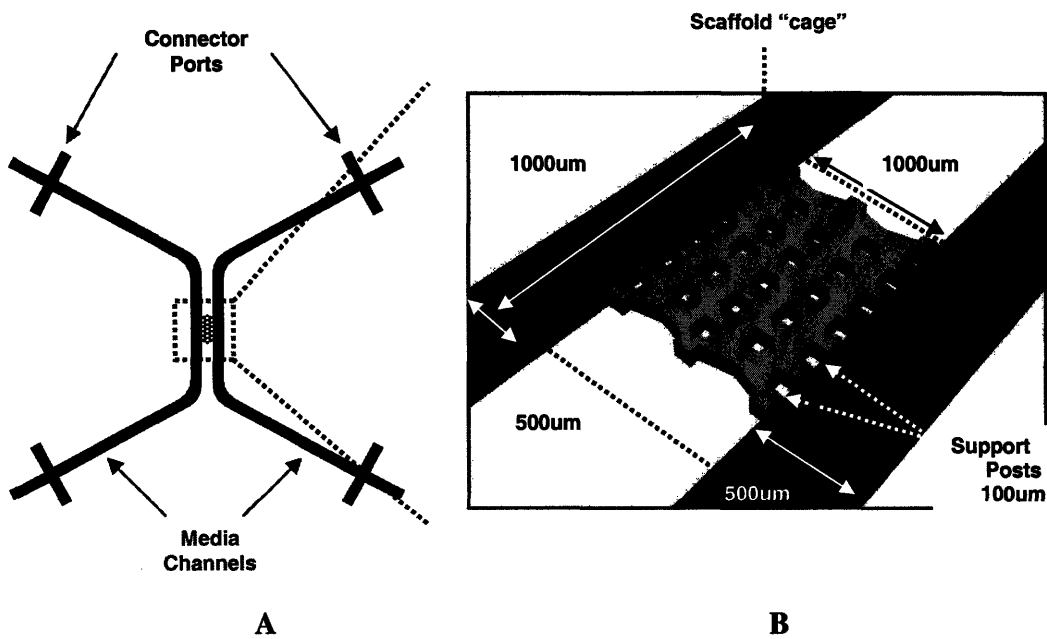 Connector
Ports
Media
Channels
A
Scaffold "cage"
1000um
1000um
500um
500um
Support
Posts
100um
B